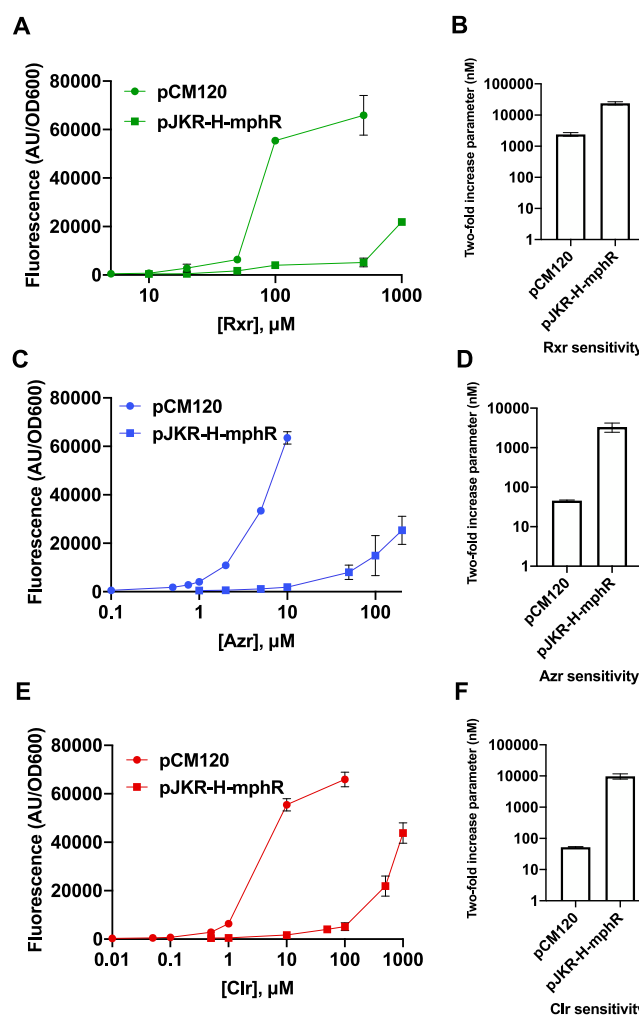 A
Fluorescence (AU/OD600)
80000
60000
40000
20000
0
pCM120
pJKR-H-mphR
10
100
1000
[Rxr], µM
B
Two-fold increase parameter (nM)
100000
10000
1000
100
10
1
pCM120
pJKR-H-mphR
Rxr sensitivity
C
Fluorescence (AU/OD600)
80000
60000
40000
20000
0
pCM120
pJKR-H-mphR
0.1
1
10
100
[Azr], µM
D
Two-fold increase parameter (nM)
10000
1000
100
10
1
pCM120
pJKR-H-mphR
Azr sensitivity
E
Fluorescence (AU/OD600)
80000
60000
40000
20000
0
pCM120
pJKR-H-mphR
0.01
0.1
1
10
100
1000
[Clr], µM
F
Two-fold increase parameter (nM)
100000
10000
1000
100
10
1
pCM120
pJKR-H-mphR
Clr sensitivity